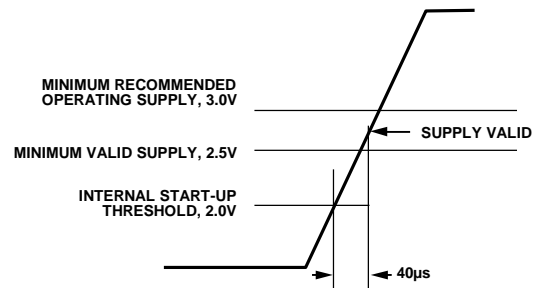 MINIMUM RECOMMENDED
OPERATING SUPPLY, 3.0V
SUPPLY VALID
MINIMUM VALID SUPPLY, 2.5V
INTERNAL START-UP
THRESHOLD, 2.0V
40µs